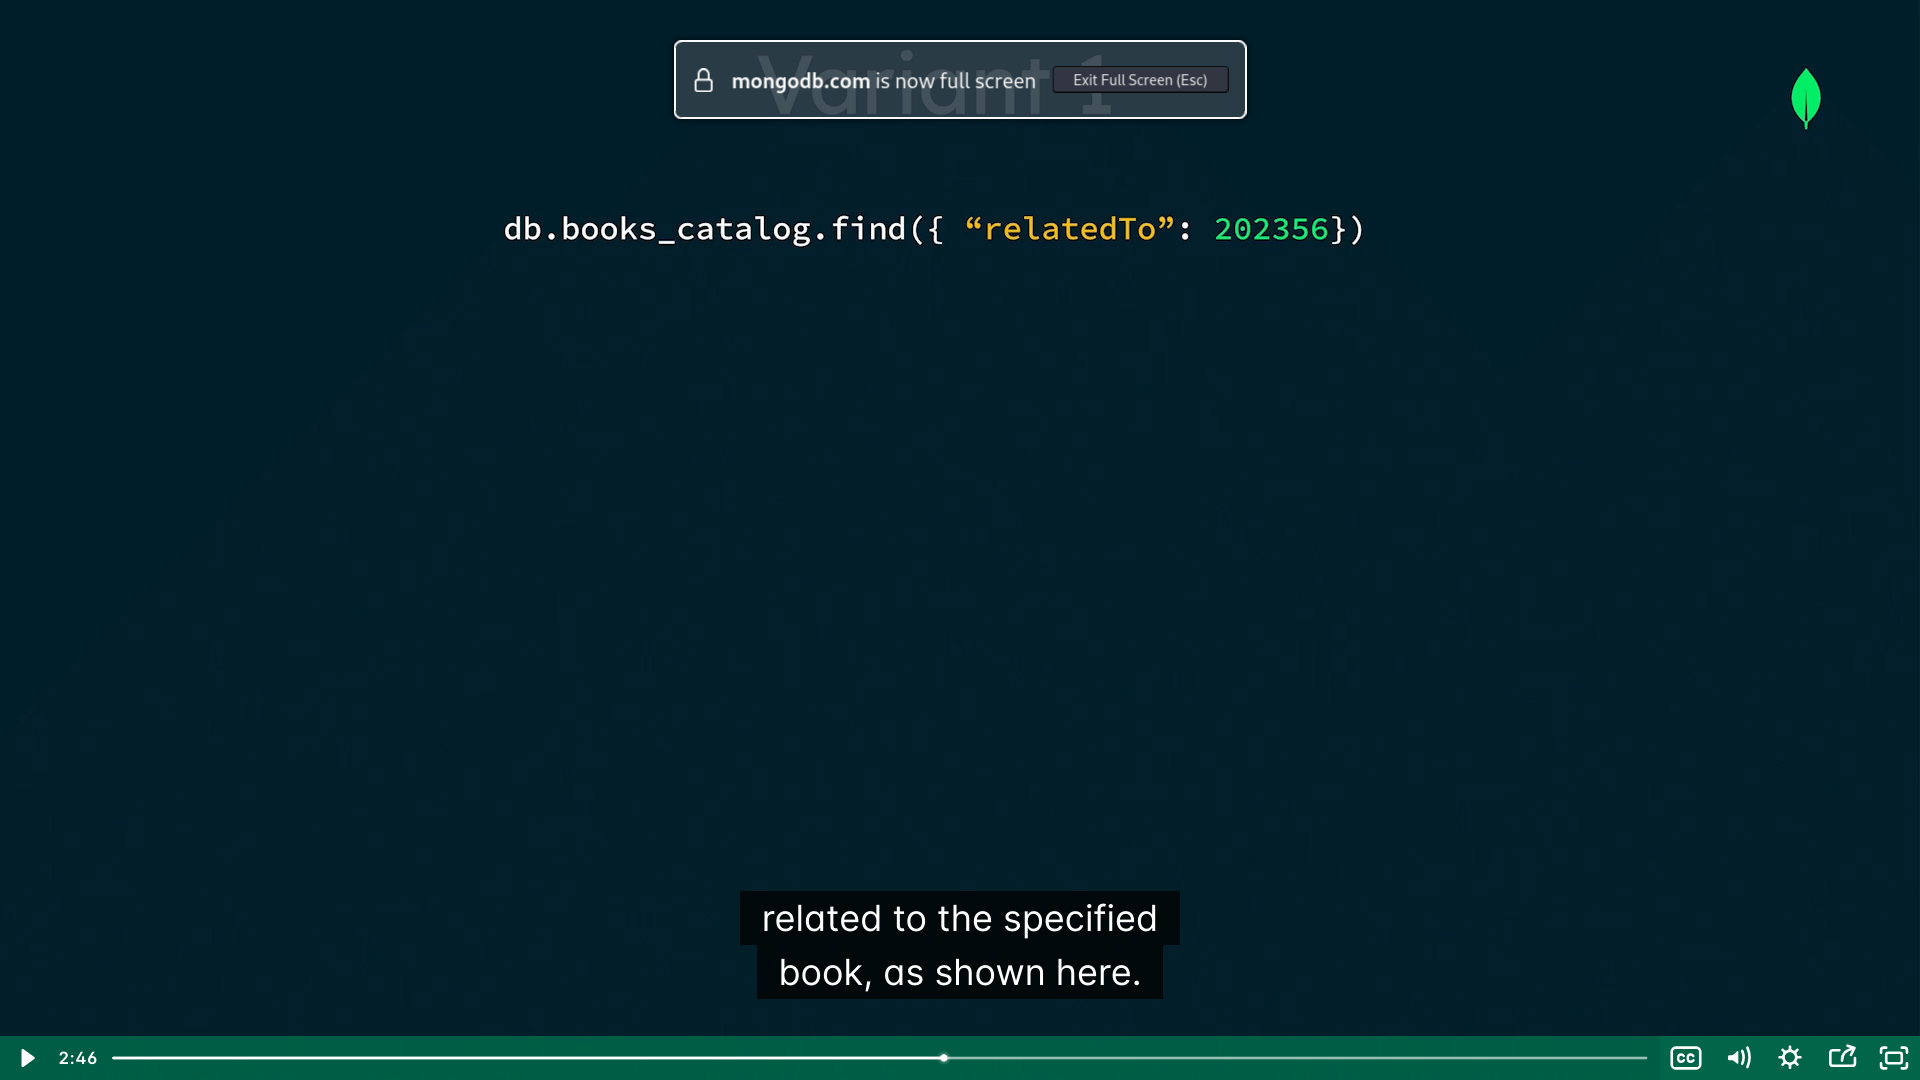 Variant 1
mongodb.com is now full screen
Exit Full Screen (Esc)
db.books_catalog.find({ “relatedTo”: 202356})
related to the specified
book, as shown here.
2:46
CC